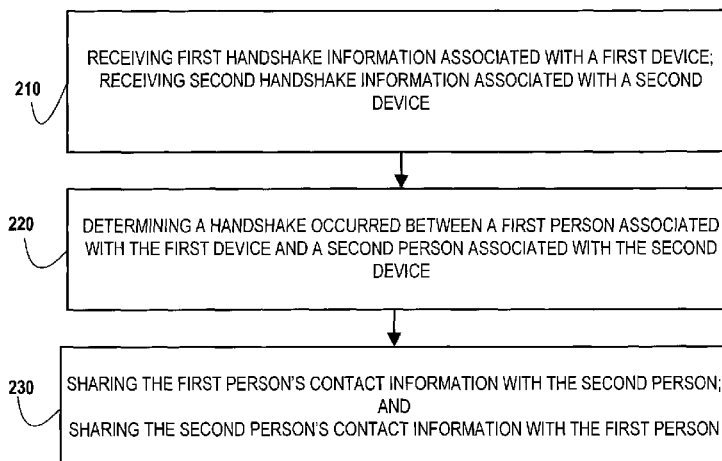 210
RECEIVING FIRST HANDSHAKE INFORMATION ASSOCIATED WITH A FIRST DEVICE;
RECEIVING SECOND HANDSHAKE INFORMATION ASSOCIATED WITH A SECOND
DEVICE
220
DETERMINING A HANDSHAKE OCCURRED BETWEEN A FIRST PERSON ASSOCIATED
WITH THE FIRST DEVICE AND A SECOND PERSON ASSOCIATED WITH THE SECOND
DEVICE
230
SHARING THE FIRST PERSON'S CONTACT INFORMATION WITH THE SECOND PERSON;
AND
SHARING THE SECOND PERSON'S CONTACT INFORMATION WITH THE FIRST PERSON